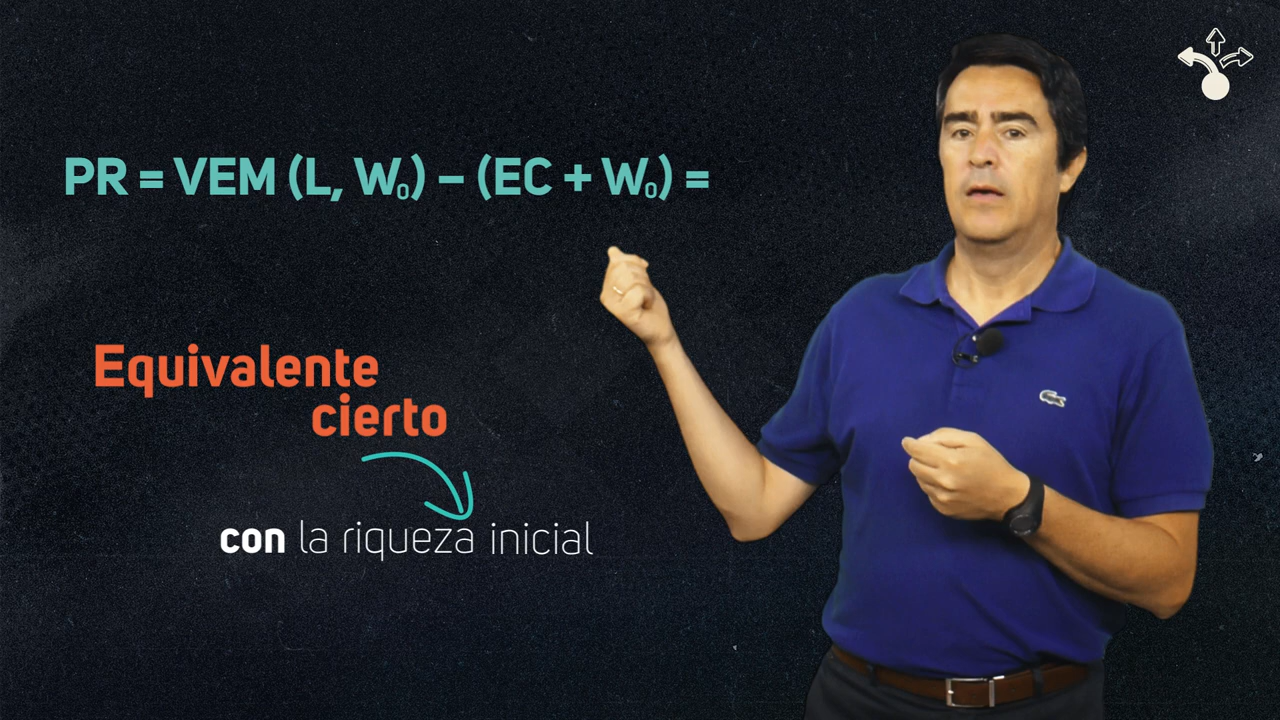 PR = VEM (L, W₀) – (EC + W₀) =
Equivalente
cierto
con la riqueza inicial